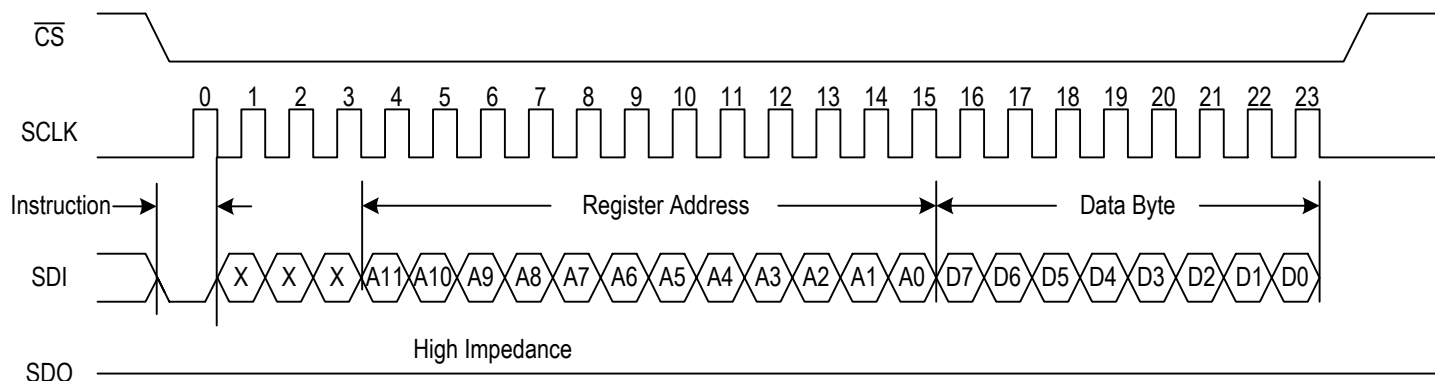 CS
0 1 2 3 4 5 6 7 8 9 10 11 12 13 14 15 16 17 18 19 20 21 22 23
SCLK
Instruction Register Address Data Byte
SDI X X X A11 A10 A9 A8 A7 A6 A5 A4 A3 A2 A1 A0 D7 D6 D5 D4 D3 D2 D1 D0
High Impedance
SDO